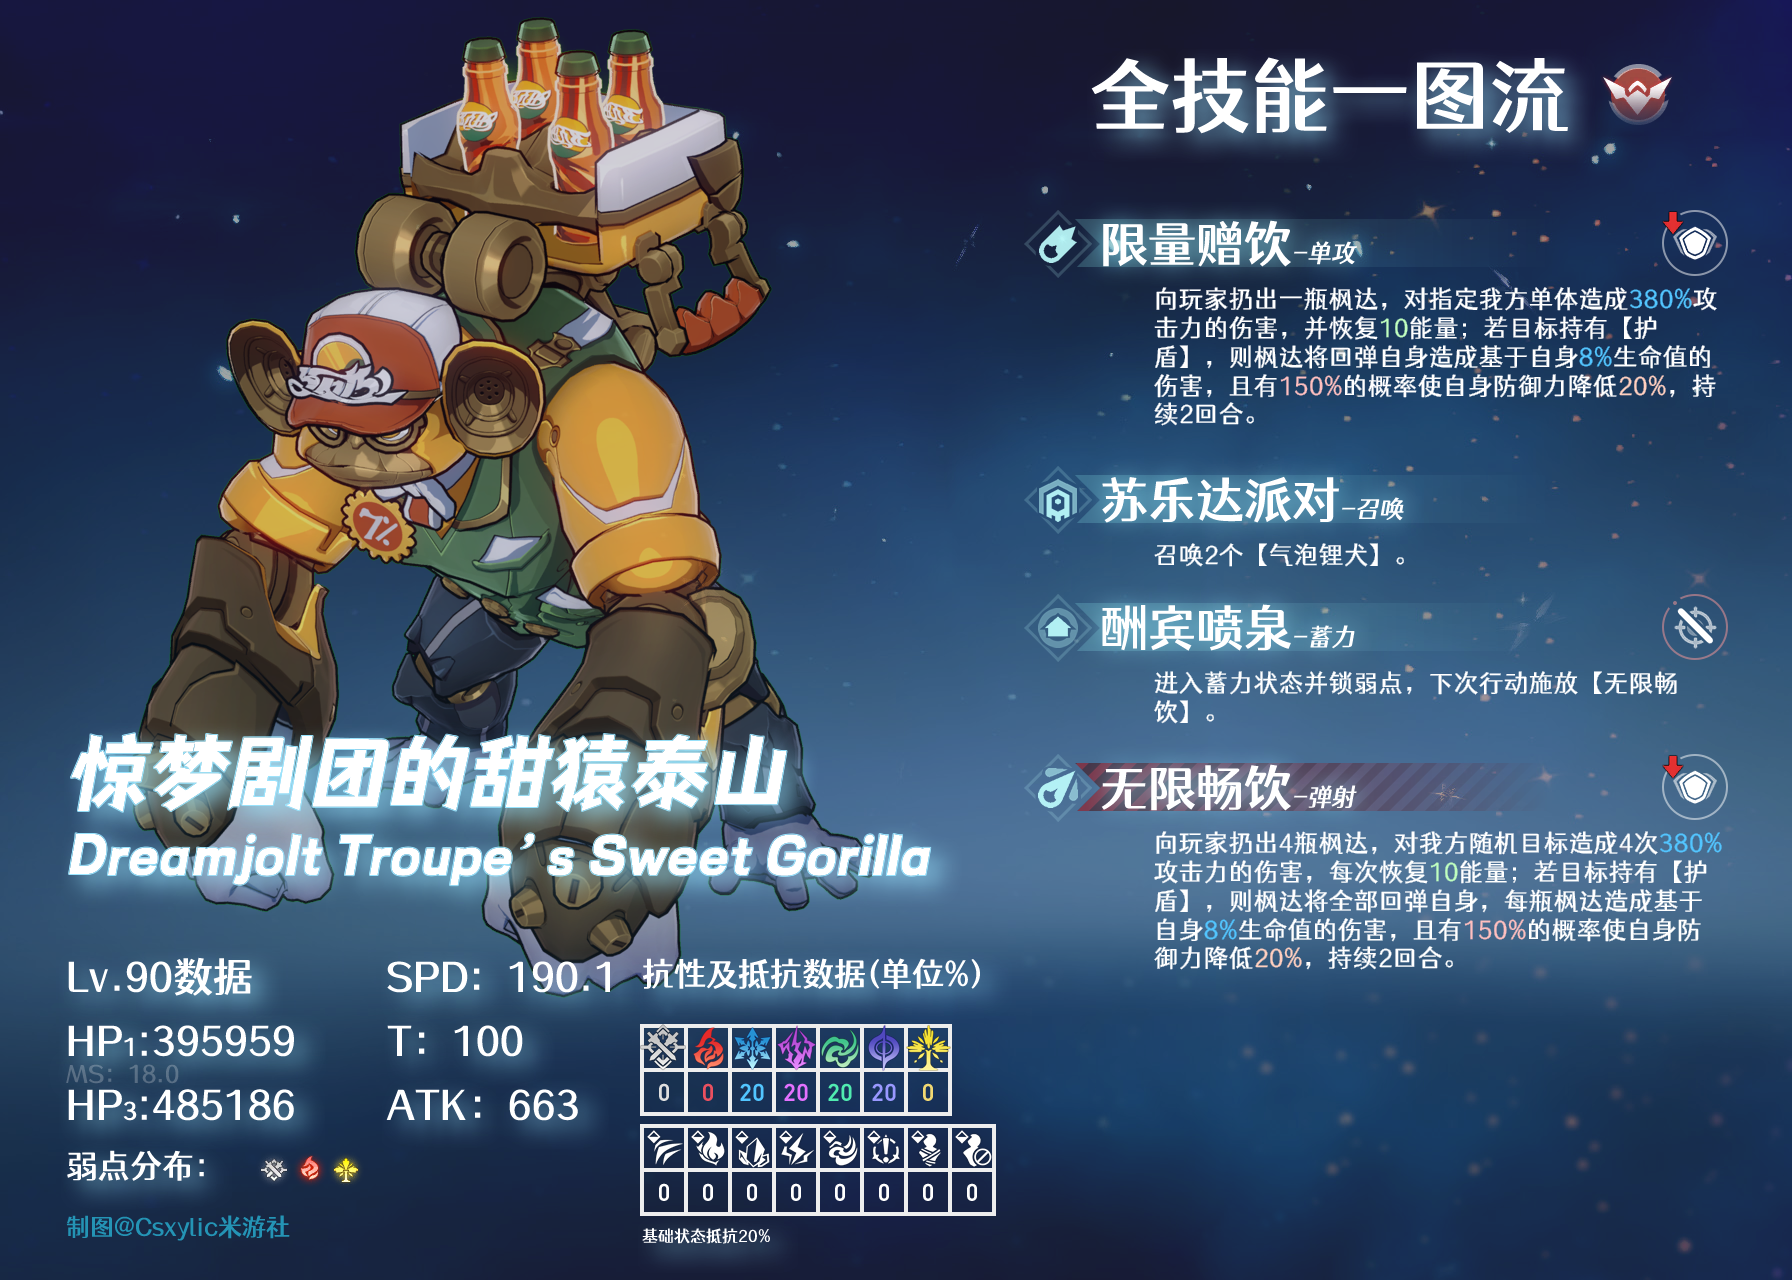 全技能一图流
限量赠饮-单攻
向玩家扔出一瓶枫达，对指定我方单体造成380%攻
击力的伤害，并恢复10能量；若目标持有【护
盾】，则枫达将回弹自身造成基于自身8%生命值的
伤害，且有150%的概率使自身防御力降低20%，持
续2回合。
苏乐达派对-召唤
召唤2个【气泡锂犬】。
酬宾喷泉-蓄力
进入蓄力状态并锁弱点，下次行动施放【无限畅
饮】。
无限畅饮-弹射
向玩家扔出4瓶枫达，对我方随机目标造成4次380%
攻击力的伤害，每次恢复10能量；若目标持有【护
盾】，则枫达将全部回弹自身，每瓶枫达造成基于
自身8%生命值的伤害，且有150%的概率使自身防
御力降低20%，持续2回合。
7%
惊梦剧团的甜猿泰山
Dreamjolt Troupe's Sweet Gorilla
Lv.90数据
SPD: 190.1
HP1:395959
T: 100
MS: 18.0
HP3:485186
ATK: 663
弱点分布：
制图@Csxylic米游社
抗性及抵抗数据(单位%)
0 0 20 20 20 20 0
0 0 0 0 0 0 0 0
基础状态抵抗20%